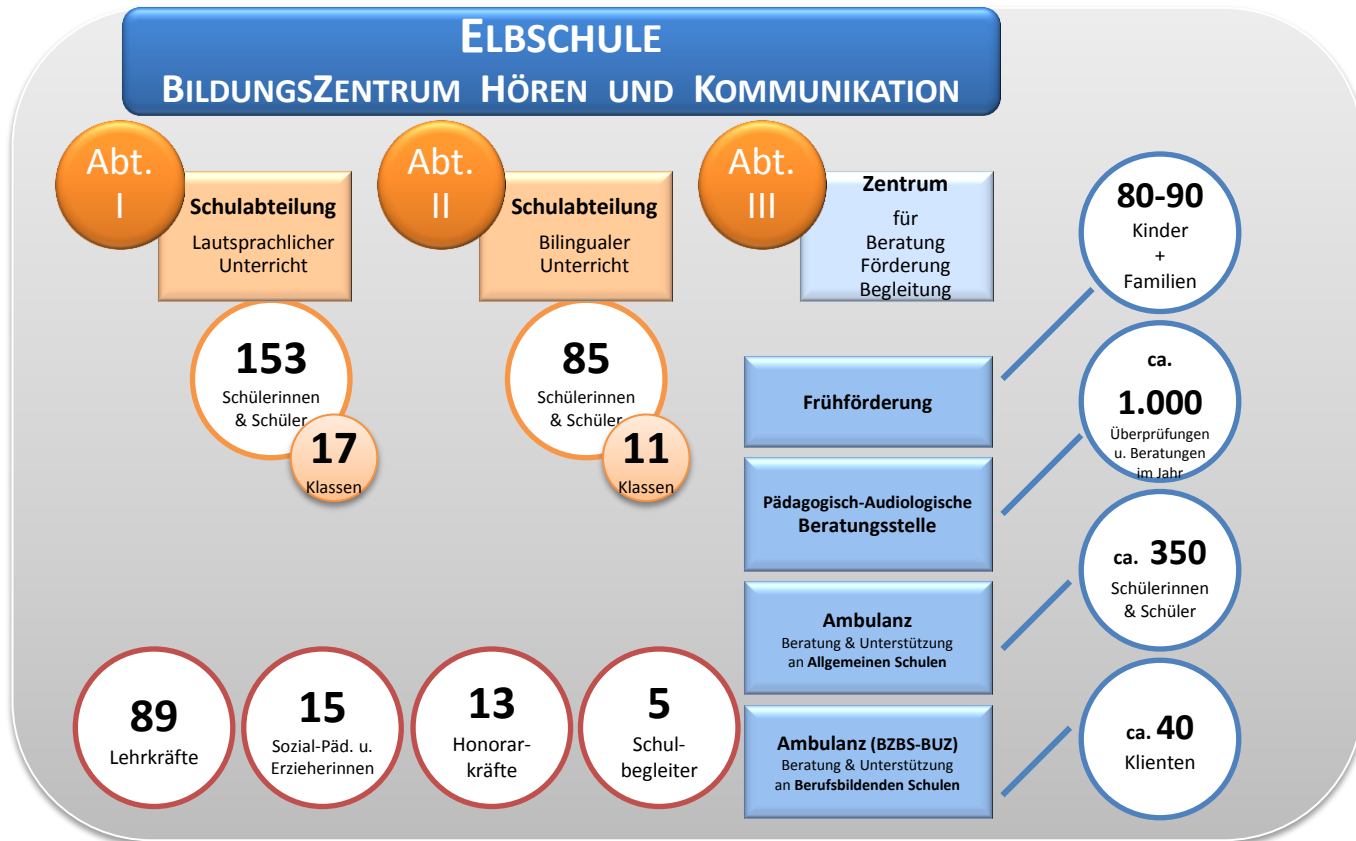 ELBSCHULE
BILDUNGSZENTRUM HÖREN UND KOMMUNIKATION
Abt.
I
Schulabteilung
Lautsprachlicher
Unterricht
153
Schülerinnen
& Schüler
17
Klassen
Abt.
II
Schulabteilung
Bilingualer
Unterricht
85
Schülerinnen
& Schüler
11
Klassen
Abt.
III
Zentrum
für
Beratung
Förderung
Begleitung
Frühförderung
80-90
Kinder
+
Familien
Pädagogisch-Audiologische
Beratungsstelle
ca.
1.000
Überprüfungen
u. Beratungen
im Jahr
Ambulanz
Beratung & Unterstützung
an Allgemeinen Schulen
ca. 350
Schülerinnen
& Schüler
Ambulanz (BZBS-BUZ)
Beratung & Unterstützung
an Berufsbildenden Schulen
ca. 40
Klienten
89
Lehrkräfte
15
Sozial-Päd. u.
Erzieherinnen
13
Honorar-
kräfte
5
Schul-
begleiter